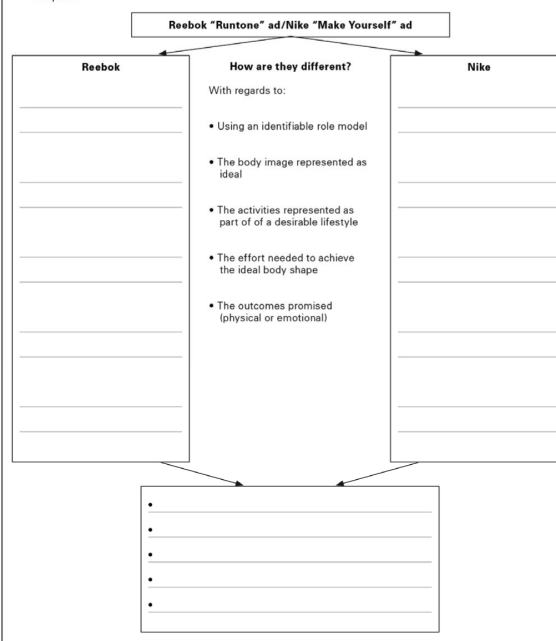 Reebok “Runtone” ad/Nike “Make Yourself” ad
Reebok
How are they different?
Nike
With regards to:
• Using an identifiable role model
• The body image represented as
ideal
• The activities represented as
part of of a desirable lifestyle
• The effort needed to achieve
the ideal body shape
• The outcomes promised
(physical or emotional)
•
•
•
•
•